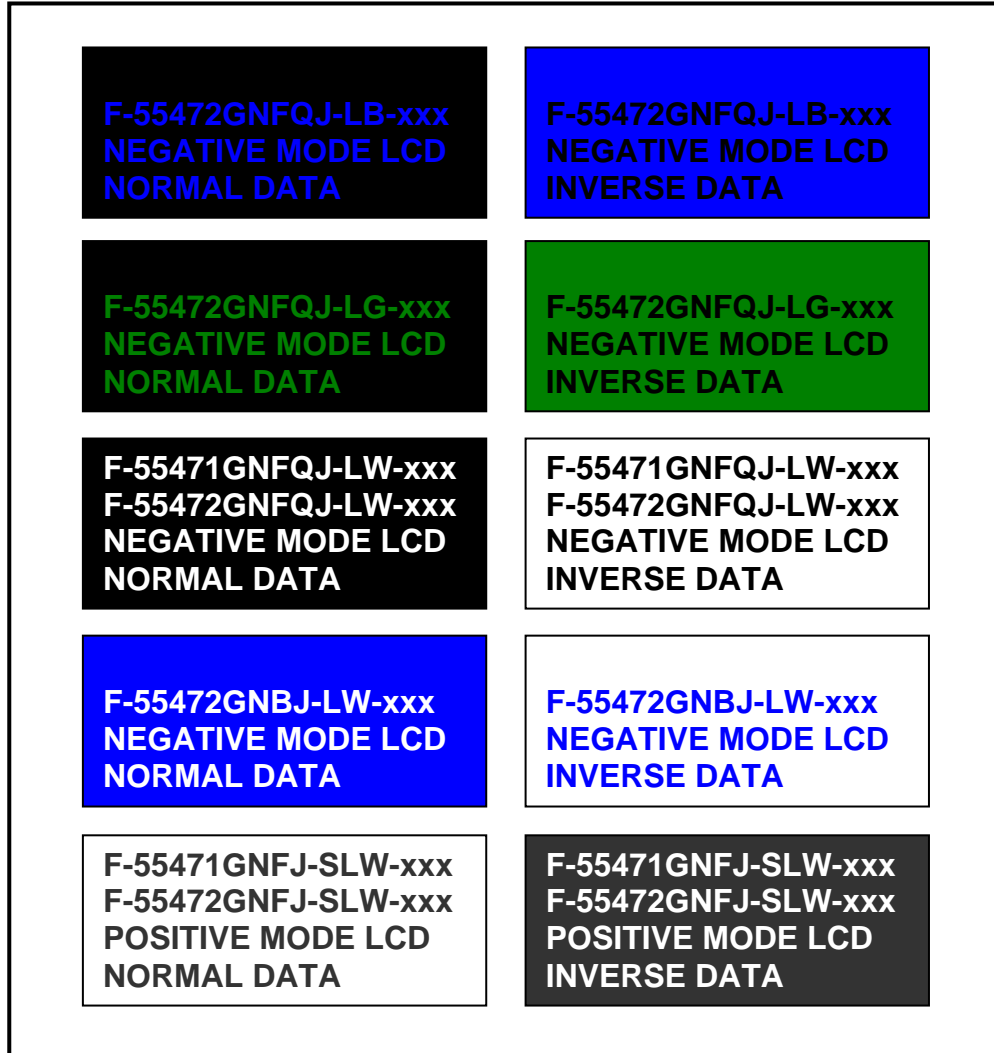 F-55472GNFQJ-LB-xxx
NEGATIVE MODE LCD
NORMAL DATA
F-55472GNFQJ-LB-xxx
NEGATIVE MODE LCD
INVERSE DATA
F-55472GNFQJ-LG-xxx
NEGATIVE MODE LCD
NORMAL DATA
F-55472GNFQJ-LG-xxx
NEGATIVE MODE LCD
INVERSE DATA
F-55471GNFQJ-LW-xxx
F-55472GNFQJ-LW-xxx
NEGATIVE MODE LCD
NORMAL DATA
F-55471GNFQJ-LW-xxx
F-55472GNFQJ-LW-xxx
NEGATIVE MODE LCD
INVERSE DATA
F-55472GNBJ-LW-xxx
NEGATIVE MODE LCD
NORMAL DATA
F-55472GNBJ-LW-xxx
NEGATIVE MODE LCD
INVERSE DATA
F-55471GNFJ-SLW-xxx
F-55472GNFJ-SLW-xxx
POSITIVE MODE LCD
NORMAL DATA
F-55471GNFJ-SLW-xxx
F-55472GNFJ-SLW-xxx
POSITIVE MODE LCD
INVERSE DATA